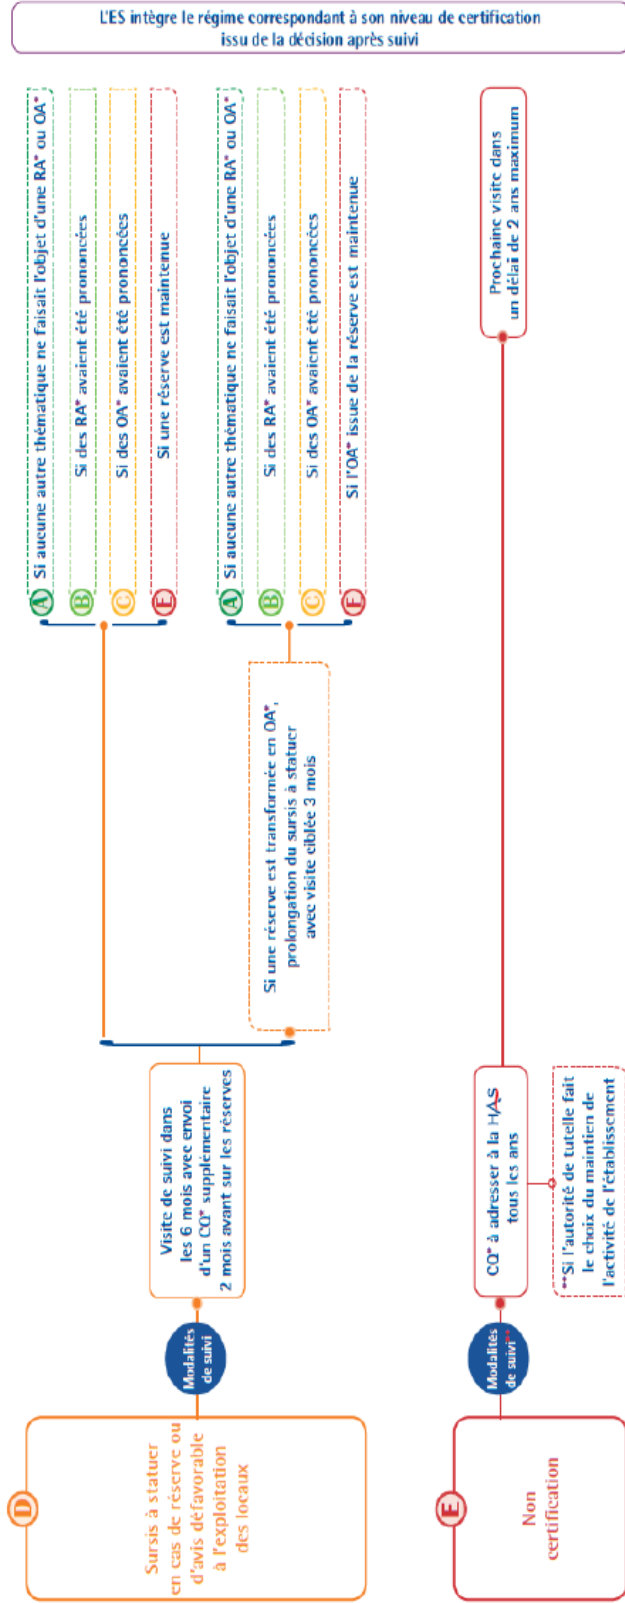 D
Sursis à statuer
en cas de réserve ou
d'avis défavorable
à l'exploitation
des locaux
Modalités
de suivi
Visite de suivi dans
les 6 mois avec envoi
d'un CQ* supplémentaire
2 mois avant sur les réserves
A Si aucune autre thématique ne faisait l'objet d'une RA* ou OA*
B Si des RA* avaient été prononcées
C Si des OA* avaient été prononcées
E Si une réserve est maintenue
Si une réserve est transformée en OA*,
prolongation du sursis à statuer
avec visite ciblée 3 mois
A Si aucune autre thématique ne faisait l'objet d'une RA* ou OA*
B Si des RA* avaient été prononcées
C Si des OA* avaient été prononcées
E Si l'OA* issue de la réserve est maintenue
E
Non
certification
Modalités
de suivi**
CQ* à adresser à la HAS
tous les ans
**Si l'autorité de tutelle fait
le choix du maintien de
l'activité de l'établissement
Prochaine visite dans
un délai de 2 ans maximum
L'ES intègre le régime correspondant à son niveau de certification
issu de la décision après suivi